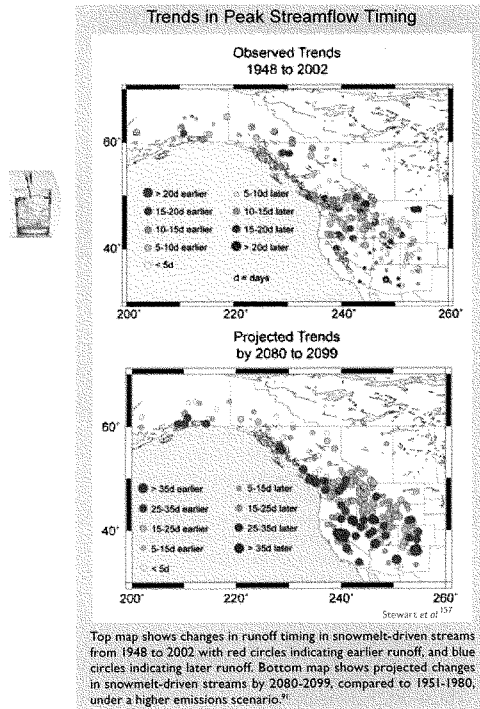 Trends in Peak Streamflow Timing
Observed Trends
1948 to 2002
60°
> 20d earlier 5-10d later
15-20d earlier 10-15d later
10-15d earlier 15-20d later
5-10d earlier > 20d later
< 5d d = days
40°
200° 220° 240° 260°
Projected Trends
by 2080 to 2099
60°
> 35d earlier 5-15d later
25-35d earlier 15-25d later
15-25d earlier 25-35d later
5-15d earlier > 35d later
< 5d
40°
200° 220° 240° 260°
Stewart et al 157
Top map shows changes in runoff timing in snowmelt-driven streams
from 1948 to 2002 with red circles indicating earlier runoff, and blue
circles indicating later runoff. Bottom map shows projected changes
in snowmelt-driven streams by 2080-2099, compared to 1951-1980,
under a higher emissions scenario.91